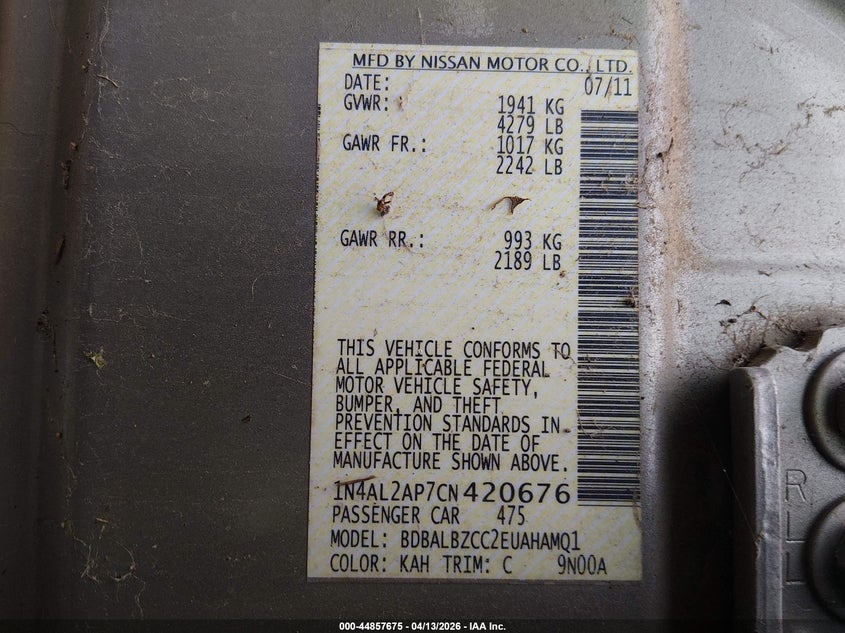 MFD BY NISSAN MOTOR CO., LTD.
DATE: 07/11
GVWR: 1941 KG
4279 LB
GAWR FR.: 1017 KG
2242 LB
GAWR RR.: 993 KG
2189 LB
THIS VEHICLE CONFORMS TO
ALL APPLICABLE FEDERAL
MOTOR VEHICLE SAFETY,
BUMPER, AND THEFT
PREVENTION STANDARDS IN
EFFECT ON THE DATE OF
MANUFACTURE SHOWN ABOVE.
1N4AL2AP7CN420676
PASSENGER CAR 475
MODEL: BDBALBZCC2EUAHAMQ1
COLOR: KAH TRIM: C 9N00A
R
L
000-44857675 - 04/13/2026 - IAA Inc.